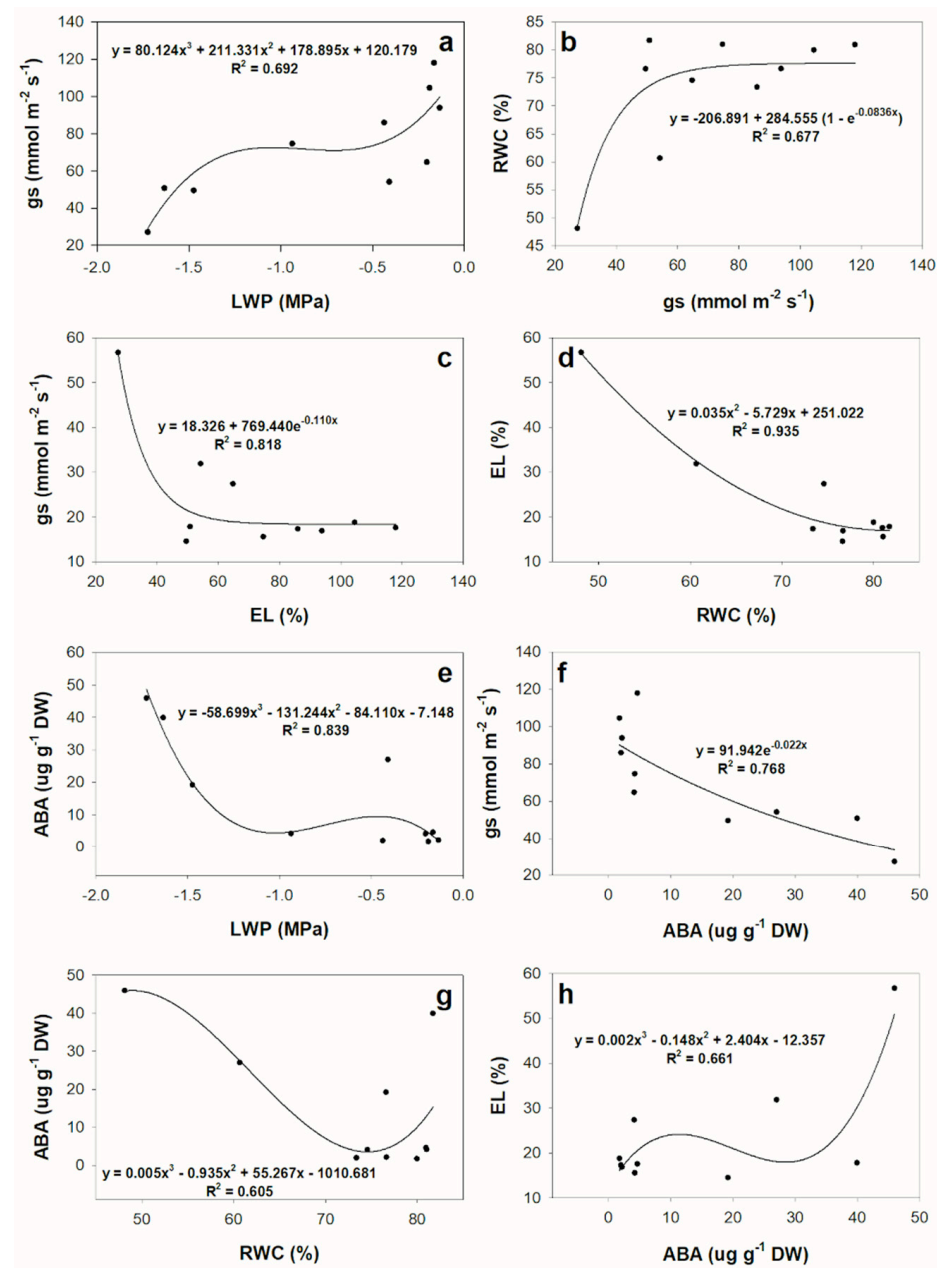 a
y = 80.124x³ + 211.331x² + 178.895x + 120.179
R² = 0.692
gs (mmol m⁻² s⁻¹)
140
120
100
80
60
40
20
-2.0 -1.5 -1.0 -0.5 0.0
LWP (MPa)
b
y = -206.891 + 284.555 (1 - e⁻⁰·⁰⁸³⁶ˣ)
R² = 0.677
RWC (%)
85
80
75
70
65
60
55
50
45
20 40 60 80 100 120 140
gs (mmol m⁻² s⁻¹)
c
y = 18.326 + 769.440e⁻⁰·¹¹⁰ˣ
R² = 0.818
gs (mmol m⁻² s⁻¹)
60
50
40
30
20
10
20 40 60 80 100 120 140
EL (%)
d
y = 0.035x² - 5.729x + 251.022
R² = 0.935
EL (%)
60
50
40
30
20
10
50 60 70 80
RWC (%)
e
y = -58.699x³ - 131.244x² - 84.110x - 7.148
R² = 0.839
ABA (ug g⁻¹ DW)
60
50
40
30
20
10
0
-2.0 -1.5 -1.0 -0.5 0.0
LWP (MPa)
f
y = 91.942e⁻⁰·⁰²²ˣ
R² = 0.768
gs (mmol m⁻² s⁻¹)
140
120
100
80
60
40
20
0 10 20 30 40 50
ABA (ug g⁻¹ DW)
g
y = 0.005x³ - 0.935x² + 55.267x - 1010.681
R² = 0.605
ABA (ug g⁻¹ DW)
50
40
30
20
10
0
50 60 70 80
RWC (%)
h
y = 0.002x³ - 0.148x² + 2.404x - 12.357
R² = 0.661
EL (%)
60
50
40
30
20
10
0 10 20 30 40 50
ABA (ug g⁻¹ DW)